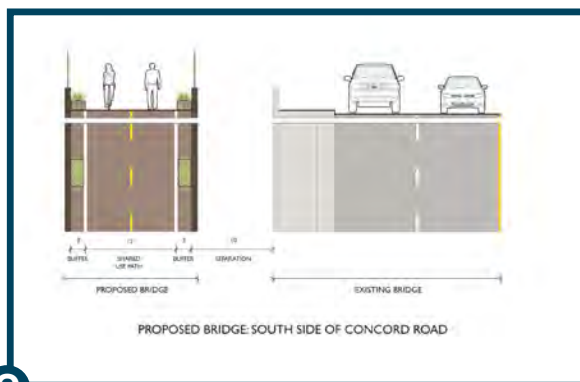 BUFFER
SHARED
USE PATH
BUFFER
SEPARATION
PROPOSED BRIDGE
EXISTING BRIDGE
PROPOSED BRIDGE: SOUTH SIDE OF CONCORD ROAD